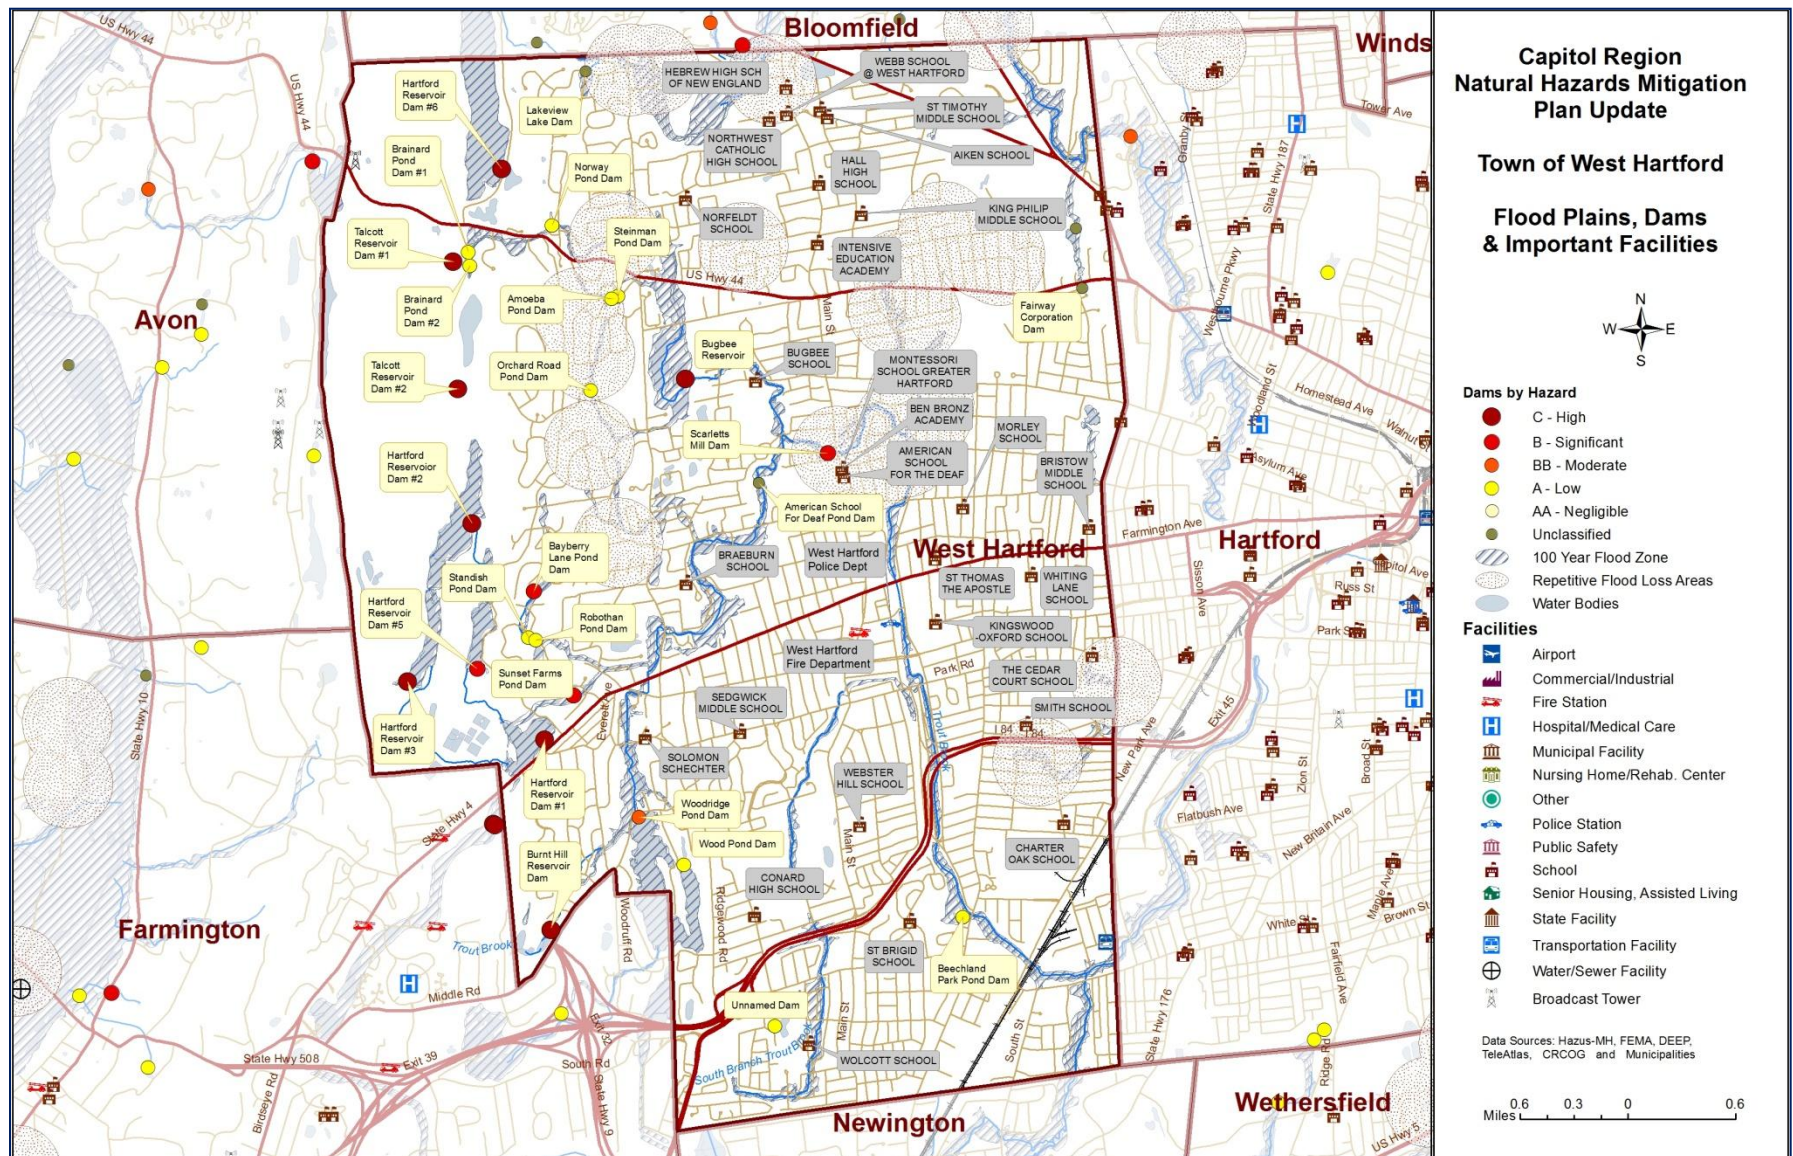 Bloomfield
Winds
US Hwy 44
US Hwy 44
HEBREW HIGH SCH
OF NEW ENGLAND
WEBB SCHOOL
@ WEST HARTFORD
Hartford
Reservoir
Dam #6
Lakeview
Lake Dam
ST TIMOTHY
MIDDLE SCHOOL
Tower Ave
Granby St
State Hwy 187
Brainard
Pond
Dam #1
NORTHWEST
CATHOLIC
HIGH SCHOOL
AIKEN SCHOOL
HALL
HIGH
SCHOOL
Norway
Pond Dam
NORFELDT
SCHOOL
KING PHILIP
MIDDLE SCHOOL
Talcott
Reservoir
Dam #1
Steinman
Pond Dam
INTENSIVE
EDUCATION
ACADEMY
US Hwy 44
Westbourne Pkwy
Avon
Brainard
Pond
Dam #2
Amoeba
Pond Dam
Main St
Fairway
Corporation
Dam
Bugbee
Reservoir
BUGBEE
SCHOOL
MONTESSORI
SCHOOL GREATER
HARTFORD
Talcott
Reservoir
Dam #2
Orchard Road
Pond Dam
Woodland St
Homestead Ave
Walnut St
BEN BRONZ
ACADEMY
MORLEY
SCHOOL
Scarletts
Mill Dam
AMERICAN
SCHOOL
FOR THE DEAF
BRISTOW
MIDDLE
SCHOOL
Asylum Ave
Hartford
Reservoior
Dam #2
American School
For Deaf Pond Dam
Farmington Ave
Bayberry
Lane Pond
Dam
BRAEBURN
SCHOOL
West Hartford
Police Dept
West Hartford
Hartford
Standish
Pond Dam
ST THOMAS
THE APOSTLE
WHITING
LANE
SCHOOL
Sisson Ave
Capitol Ave
Russ St
Hartford
Reservoir
Dam #5
Robothan
Pond Dam
KINGSWOOD
-OXFORD SCHOOL
Park St
West Hartford
Fire Department
Park Rd
THE CEDAR
COURT SCHOOL
Sunset Farms
Pond Dam
State Hwy 10
SEDGWICK
MIDDLE SCHOOL
Everett Ave
SMITH SCHOOL
Exit 45
Hartford
Reservoir
Dam #3
Trout Brook
I 84
I 84
New Park Ave
Broad St
Zion St
SOLOMON
SCHECHTER
WEBSTER
HILL SCHOOL
Hartford
Reservoir
Dam #1
Woodridge
Pond Dam
State Hwy 4
Flatbush Ave
New Britain Ave
Wood Pond Dam
Main St
CHARTER
OAK SCHOOL
Burnt Hill
Reservoir
Dam
CONARD
HIGH SCHOOL
Maple Ave
Farmington
Trout Brook
Woodruff Rd
Ridgewood Rd
White St
Brown St
ST BRIGID
SCHOOL
Beechland
Park Pond Dam
Fairfield Ave
Middle Rd
Unnamed Dam
Exit 32
Main St
South St
State Hwy 176
State Hwy 508
Exit 39
South Rd
WOLCOTT SCHOOL
South Branch Trout Brook
Ridge Rd
Birdseye Rd
State Hwy 9
Newington
Wethersfield
US Hwy 5
Capitol Region
Natural Hazards Mitigation
Plan Update
Town of West Hartford
Flood Plains, Dams
& Important Facilities
N
W E
S
Dams by Hazard
C - High
B - Significant
BB - Moderate
A - Low
AA - Negligible
Unclassified
100 Year Flood Zone
Repetitive Flood Loss Areas
Water Bodies
Facilities
Airport
Commercial/Industrial
Fire Station
Hospital/Medical Care
Municipal Facility
Nursing Home/Rehab. Center
Other
Police Station
Public Safety
School
Senior Housing, Assisted Living
State Facility
Transportation Facility
Water/Sewer Facility
Broadcast Tower
Data Sources: Hazus-MH, FEMA, DEEP,
TeleAtlas, CRCOG and Municipalities
Miles 0.6 0.3 0 0.6